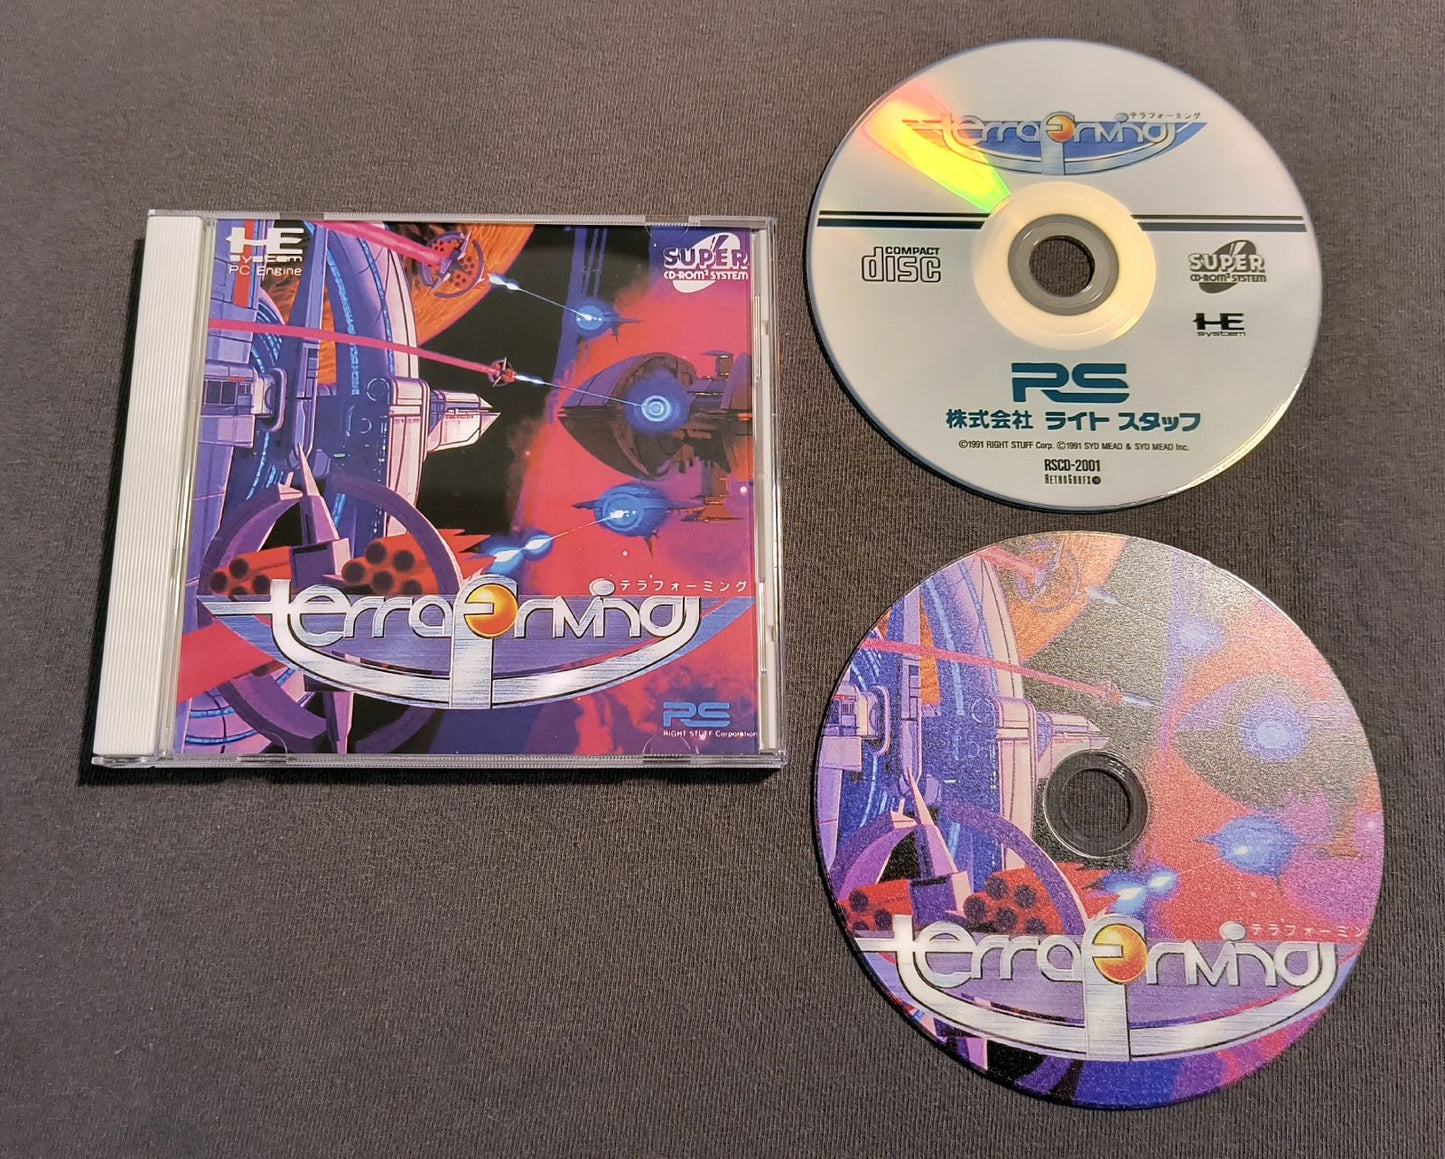 HE
system
PC Engine
SUPER
CD-ROM² SYSTEM
テラフォーミング
terraforming
RS
RIGHT STUFF Corporation
テラフォーミング
terraforming
COMPACT
disc
SUPER
CD-ROM² SYSTEM
HE
system
RS
株式会社 ライト スタッフ
©1991 RIGHT STUFF Corp. ©1991 SYD MEAD & SYD MEAD Inc.
RSCD-2001
RETROGRAFX
テラフォーミン
terraforming